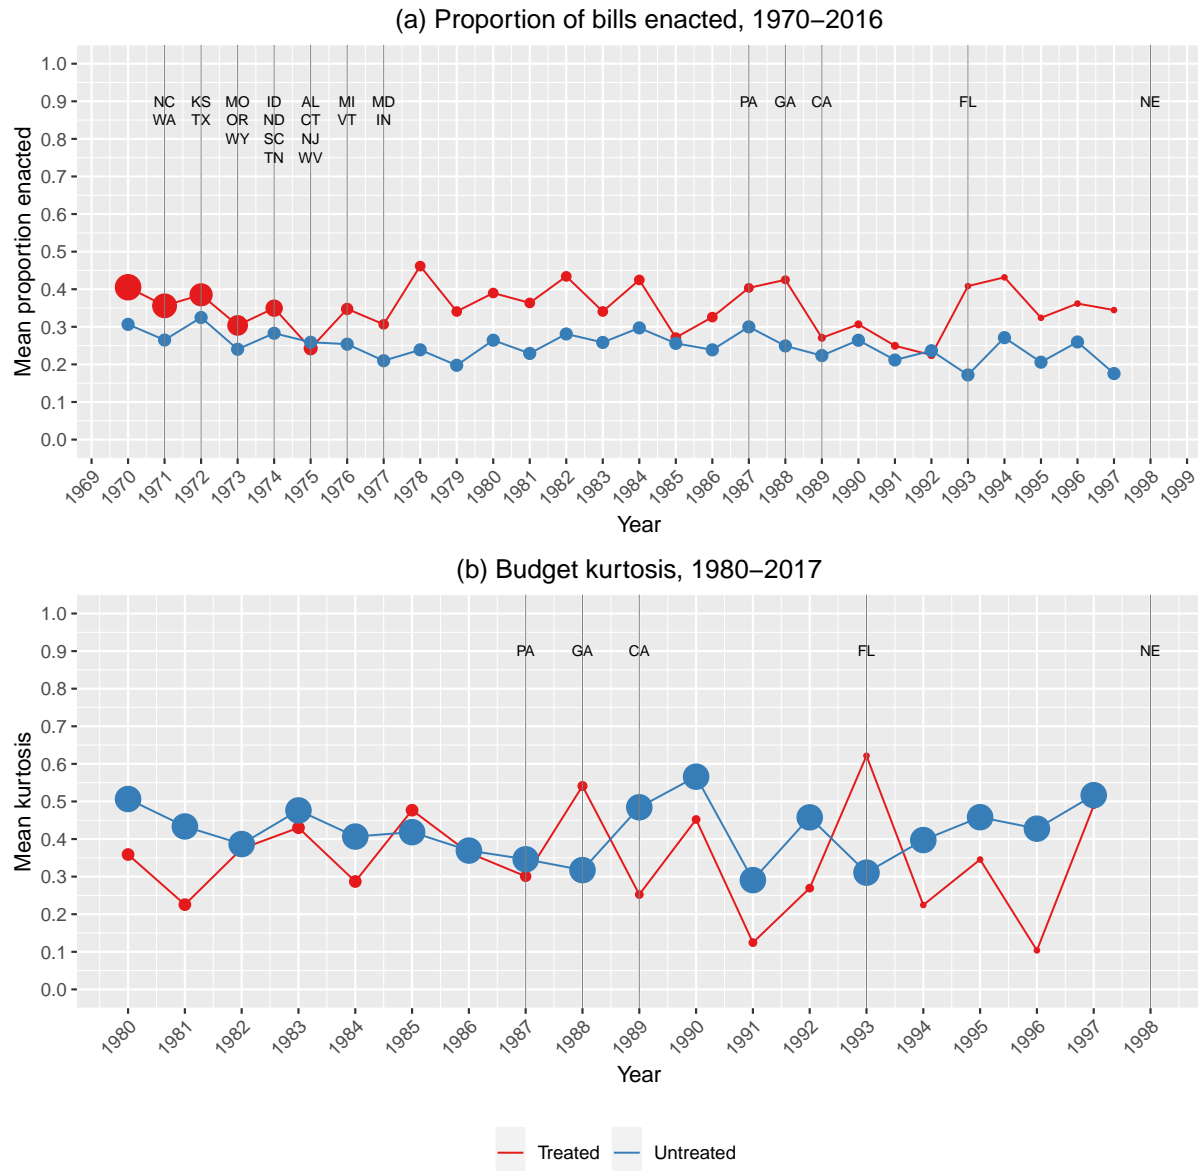 (a) Proportion of bills enacted, 1970−2016
1.0
0.9
0.8
0.7
0.6
0.5
0.4
0.3
0.2
0.1
0.0
Mean proportion enacted
NC KS MO ID AL MI MD PA GA CA FL NE
WA TX OR ND CT VT IN
WY SC NJ
TN WV
1969 1970 1971 1972 1973 1974 1975 1976 1977 1978 1979 1980 1981 1982 1983 1984 1985 1986 1987 1988 1989 1990 1991 1992 1993 1994 1995 1996 1997 1998 1999
Year
(b) Budget kurtosis, 1980−2017
1.0
0.9
0.8
0.7
0.6
0.5
0.4
0.3
0.2
0.1
0.0
Mean kurtosis
PA GA CA FL NE
1980 1981 1982 1983 1984 1985 1986 1987 1988 1989 1990 1991 1992 1993 1994 1995 1996 1997 1998
Year
Treated Untreated